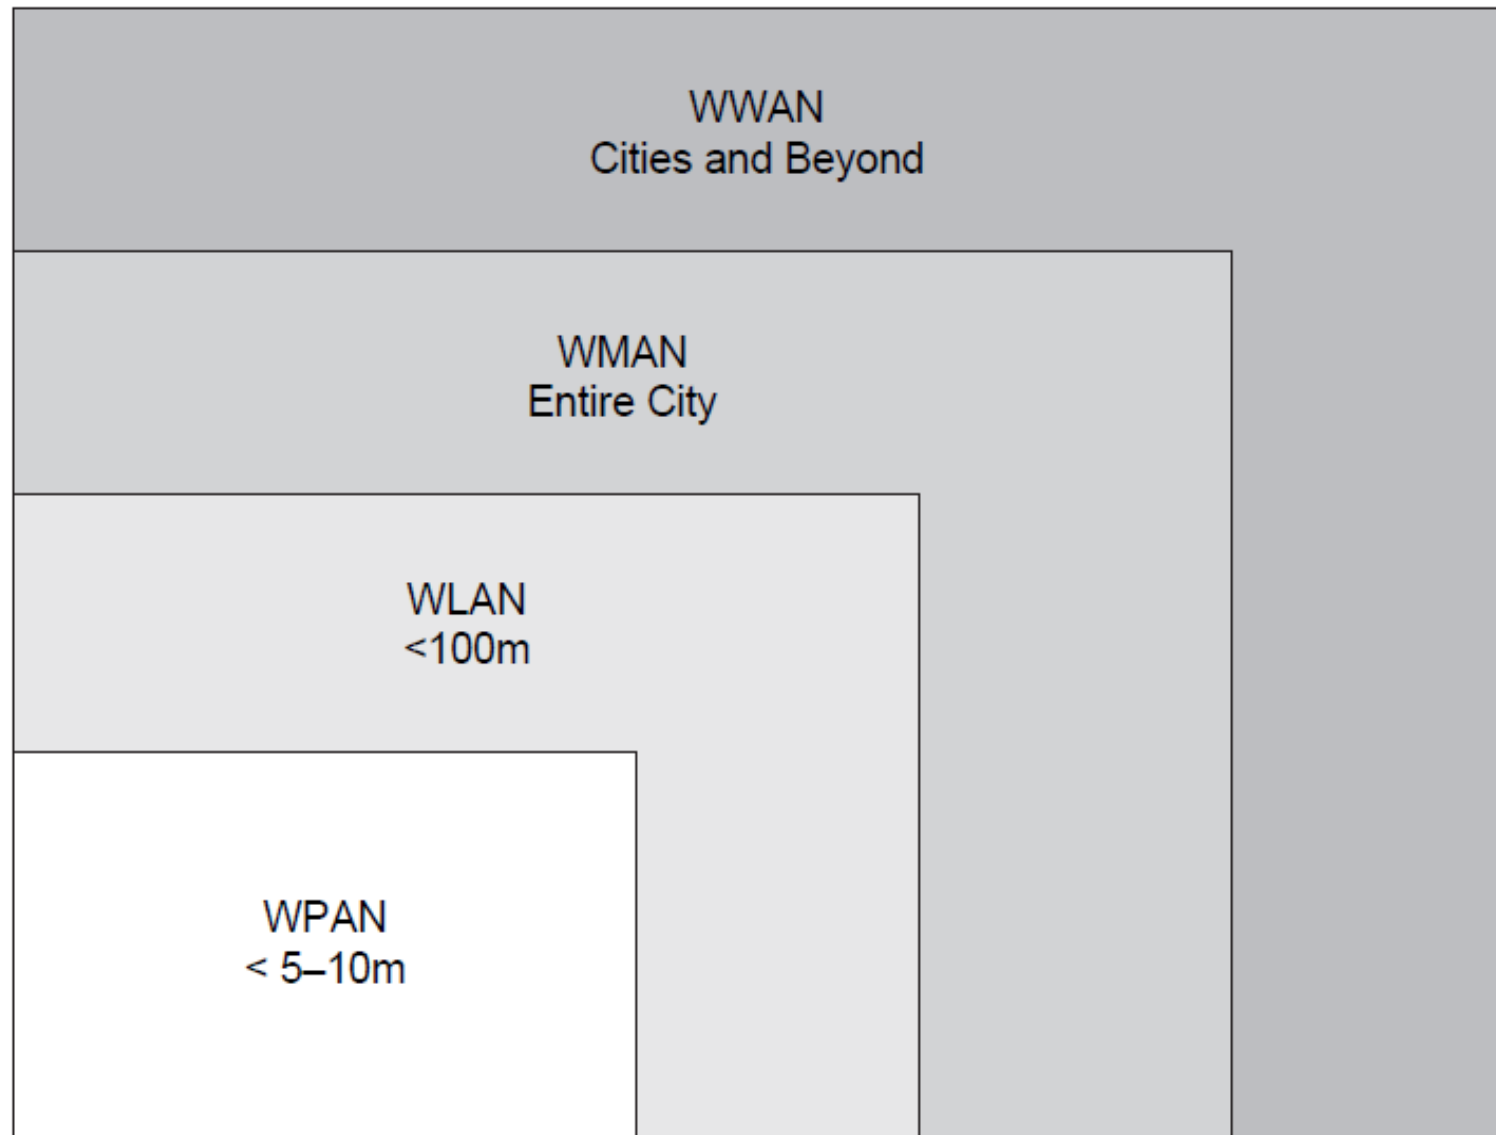 WWAN
Cities and Beyond
WMAN
Entire City
WLAN
<100m
WPAN
< 5–10m